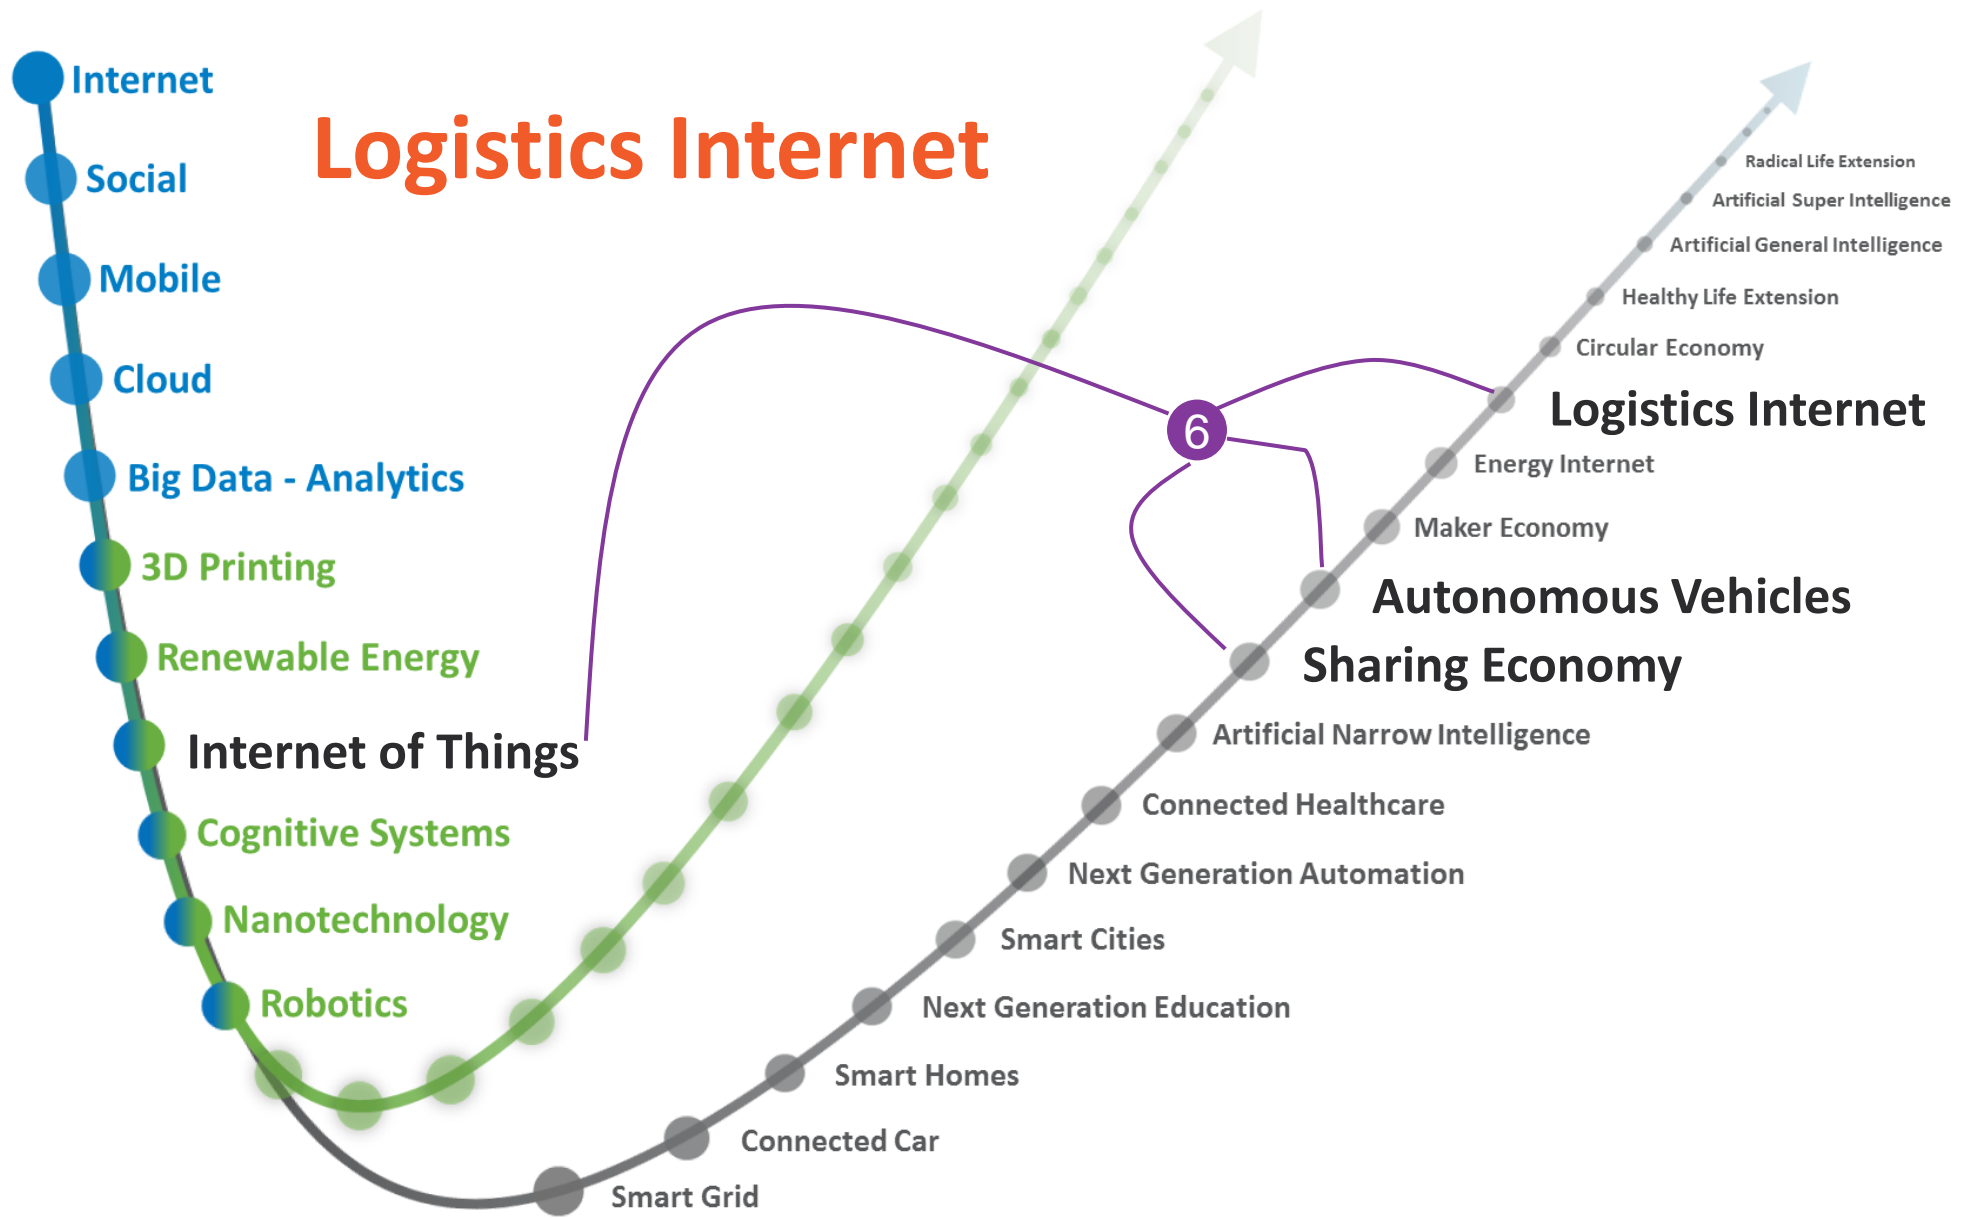 Internet
Logistics Internet
Social
Mobile
Cloud
Big Data - Analytics
3D Printing
Renewable Energy
Internet of Things
Cognitive Systems
Nanotechnology
Robotics
6
Radical Life Extension
Artificial Super Intelligence
Artificial General Intelligence
Healthy Life Extension
Circular Economy
Logistics Internet
Energy Internet
Maker Economy
Autonomous Vehicles
Sharing Economy
Artificial Narrow Intelligence
Connected Healthcare
Next Generation Automation
Smart Cities
Next Generation Education
Smart Homes
Connected Car
Smart Grid